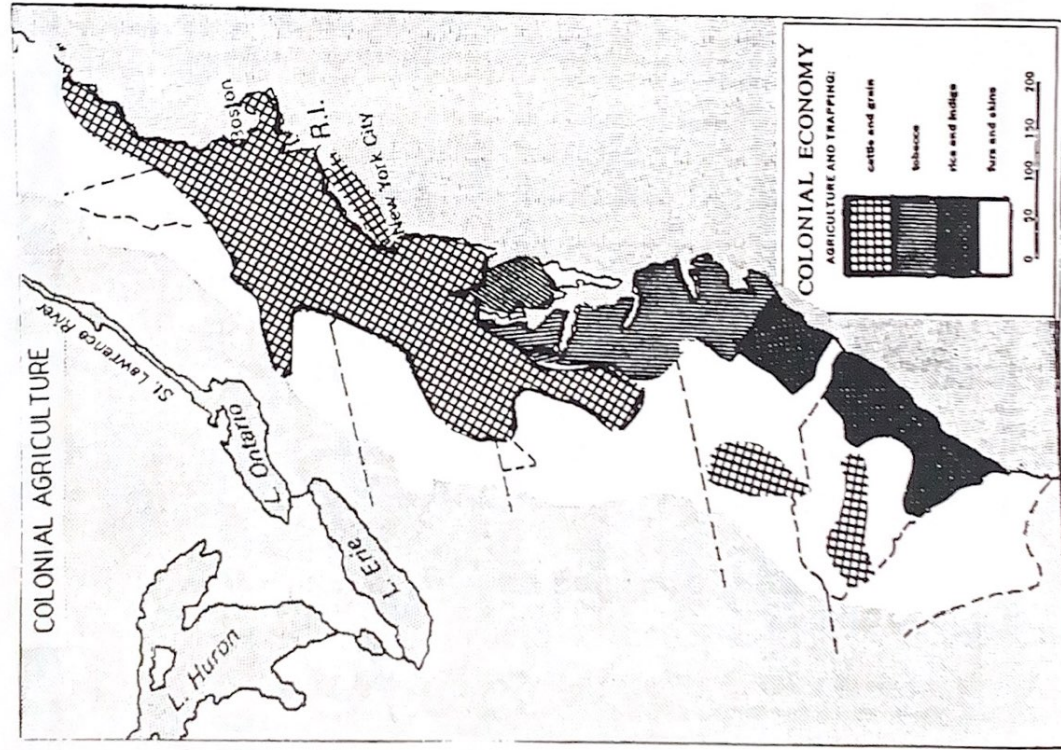 COLONIAL AGRICULTURE
St. Lawrence River
L. Huron
L. Ontario
L. Erie
Boston
R.I.
New York City
COLONIAL ECONOMY
AGRICULTURE AND TRAPPING:
cattle and grain
tobacco
rice and indigo
furs and skins
0 50 100 150 200